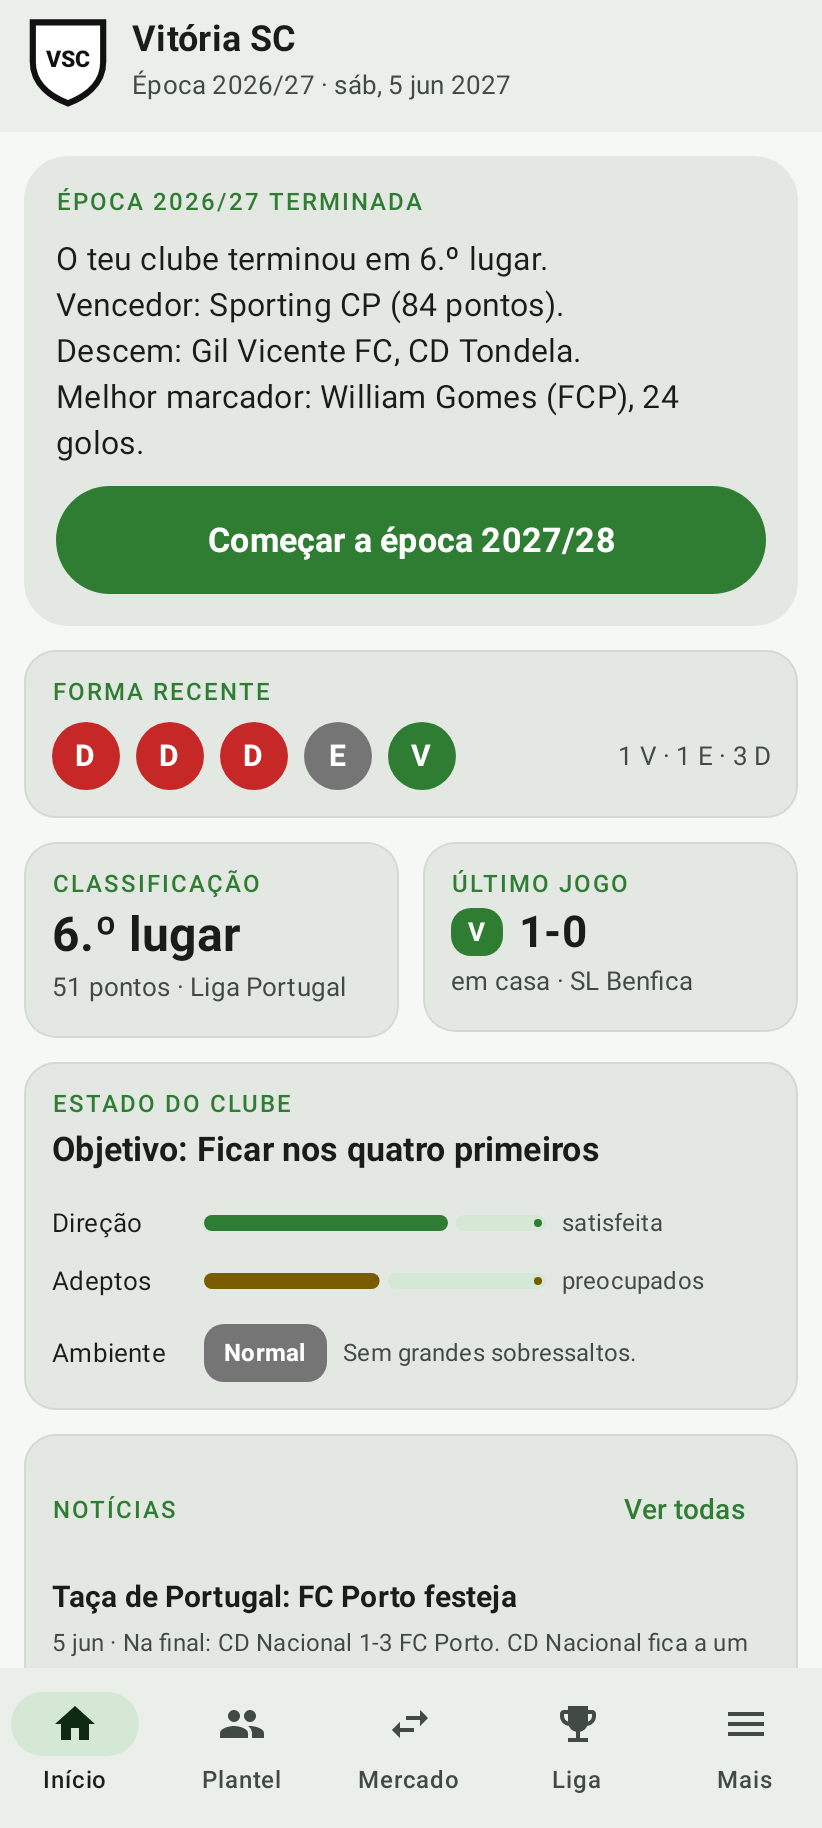 VSC
Vitória SC
Época 2026/27 · sáb, 5 jun 2027
ÉPOCA 2026/27 TERMINADA
O teu clube terminou em 6.º lugar.
Vencedor: Sporting CP (84 pontos).
Descem: Gil Vicente FC, CD Tondela.
Melhor marcador: William Gomes (FCP), 24
golos.
Começar a época 2027/28
FORMA RECENTE
D D D E V 1 V · 1 E · 3 D
CLASSIFICAÇÃO
6.º lugar
51 pontos · Liga Portugal
ÚLTIMO JOGO
V 1-0
em casa · SL Benfica
ESTADO DO CLUBE
Objetivo: Ficar nos quatro primeiros
Direção satisfeita
Adeptos preocupados
Ambiente Normal Sem grandes sobressaltos.
NOTÍCIAS Ver todas
Taça de Portugal: FC Porto festeja
5 jun · Na final: CD Nacional 1-3 FC Porto. CD Nacional fica a um
Início Plantel Mercado Liga Mais